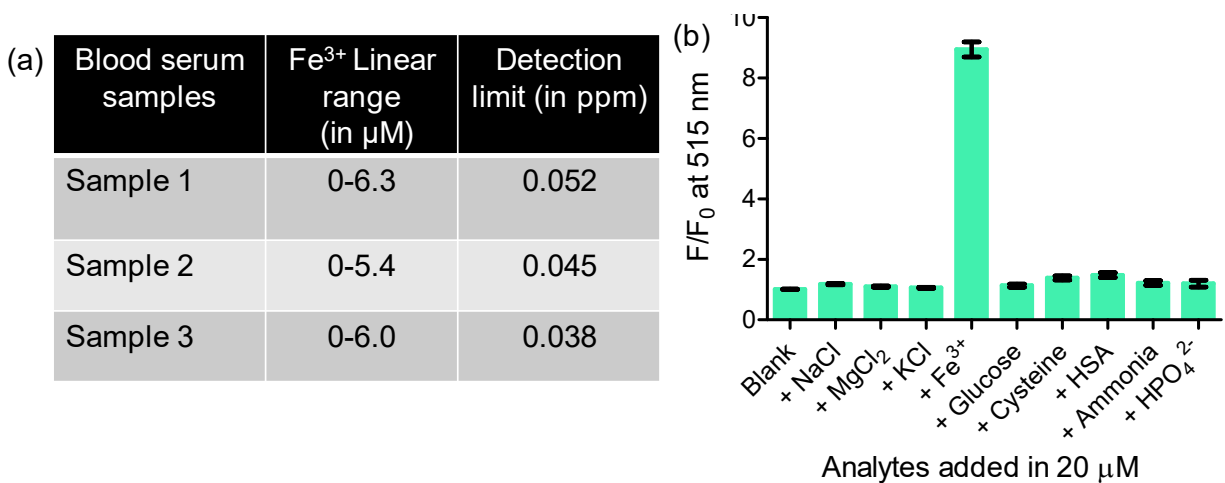 (a)
Blood serum samples
Fe³⁺ Linear range (in μM)
Detection limit (in ppm)
Sample 1 0-6.3 0.052
Sample 2 0-5.4 0.045
Sample 3 0-6.0 0.038
(b)
F/F₀ at 515 nm
10
8
6
4
2
0
Blank
+ NaCl
+ MgCl₂
+ KCl
+ Fe³⁺
+ Glucose
+ Cysteine
+ HSA
+ Ammonia
+ HPO₄²⁻
Analytes added in 20 μM